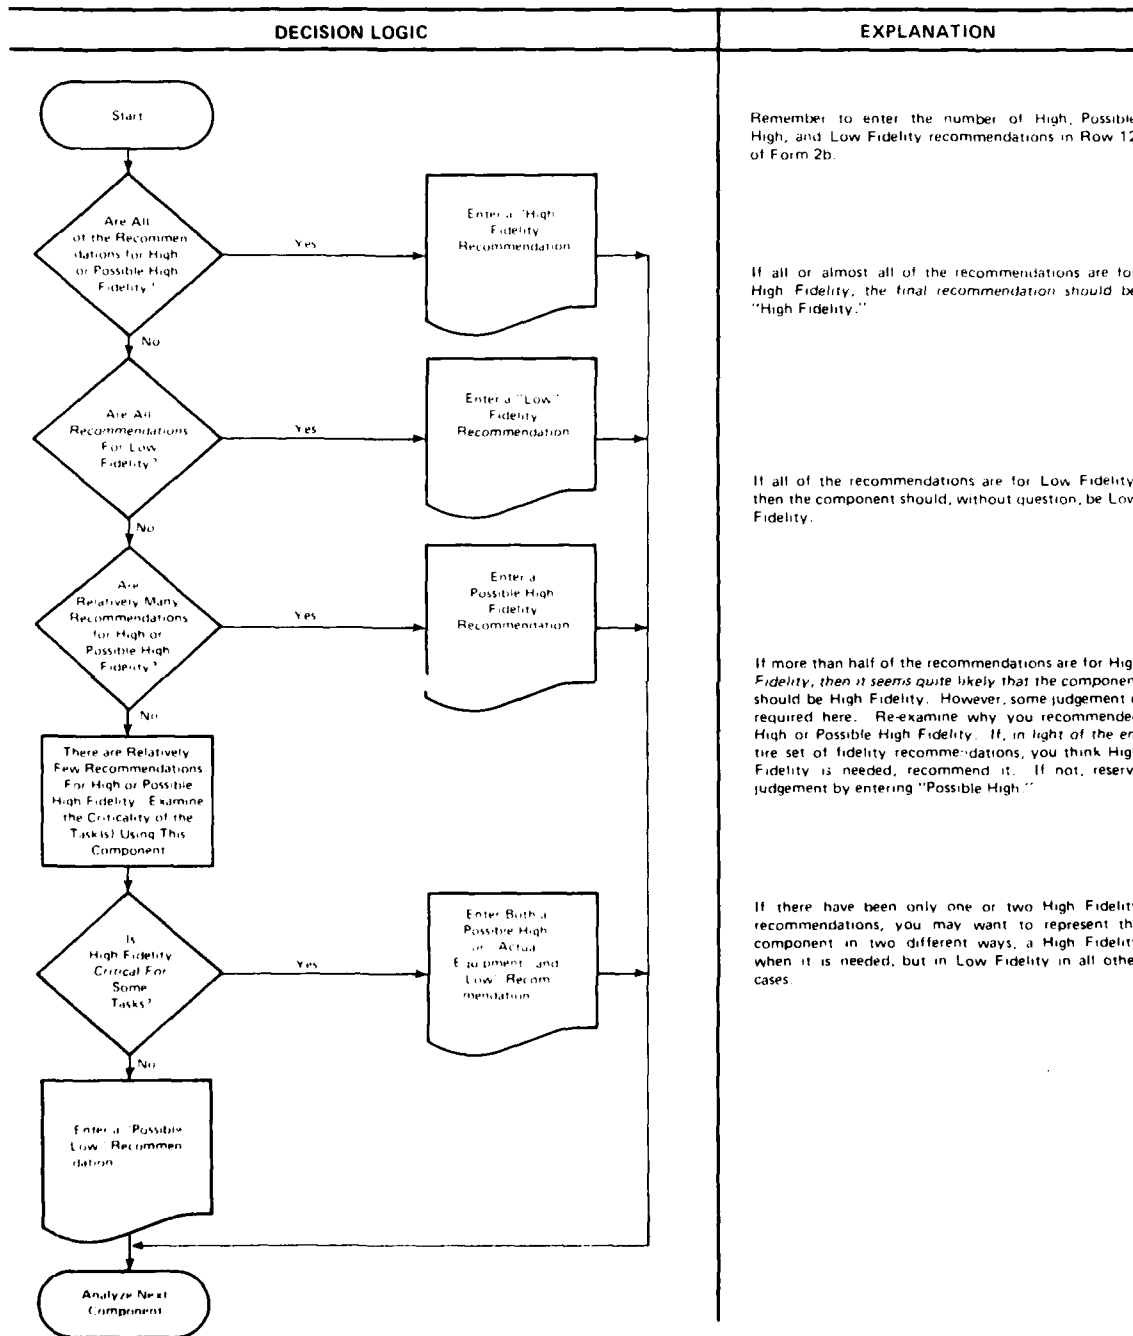 DECISION LOGIC
EXPLANATION
Start
Remember to enter the number of High, Possible
High, and Low Fidelity recommendations in Row 12
of Form 2b.
Are All
of the Recommen
dations for High
or Possible High
Fidelity?
Yes
Enter a "High
Fidelity
Recommendation
If all or almost all of the recommendations are for
High Fidelity, the final recommendation should be
"High Fidelity."
No
Are All
Recommendations
For Low
Fidelity?
Yes
Enter a "Low"
Fidelity
Recommendation
If all of the recommendations are for Low Fidelity
then the component should, without question, be Low
Fidelity.
No
Are
Relatively Many
Recommendations
for High or
Possible High
Fidelity?
Yes
Enter a
Possible High
Fidelity
Recommendation
If more than half of the recommendations are for Hig
Fidelity, then it seems quite likely that the componen
should be High Fidelity. However, some judgement i
required here. Re-examine why you recommended
High or Possible High Fidelity. If, in light of the en
tire set of fidelity recommendations, you think Hig
Fidelity is needed, recommend it. If not, reserv
judgement by entering "Possible High."
No
There are Relatively
Few Recommendations
For High or Possible
High Fidelity. Examine
the Criticality of the
Task(s) Using This
Component
Is
High Fidelity
Critical For
Some
Tasks?
Yes
Enter Both a
Possible High
or Actua
Equipment and
Low" Recom
mendation
If there have been only one or two High Fidelit
recommendations, you may want to represent th
component in two different ways, a High Fidelit
when it is needed, but in Low Fidelity in all othe
cases.
No
Enter a "Possible
Low" Recommen
dation
Analyze Next
Component